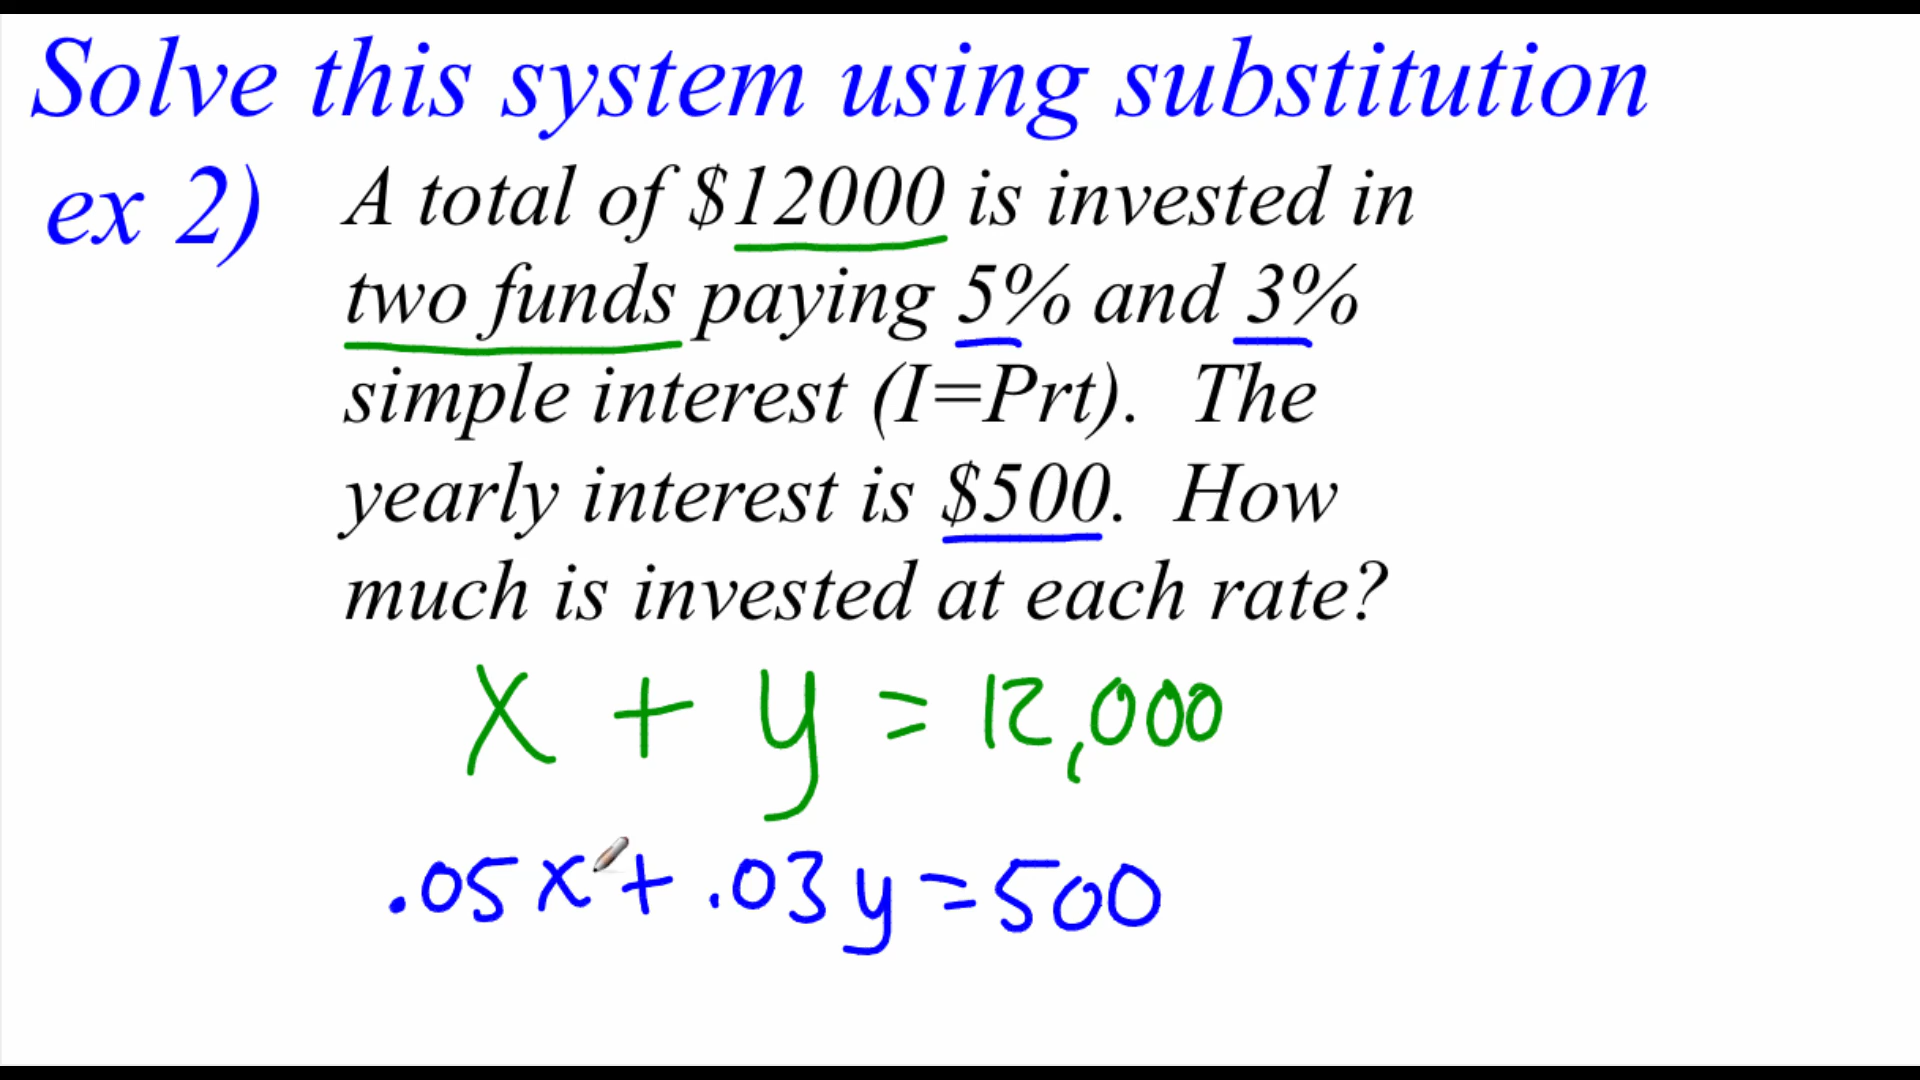 Solve this system using substitution
ex 2) A total of $12000 is invested in
two funds paying 5% and 3%
simple interest (I=Prt). The
yearly interest is $500. How
much is invested at each rate?
x + y = 12,000
.05x + .03y = 500